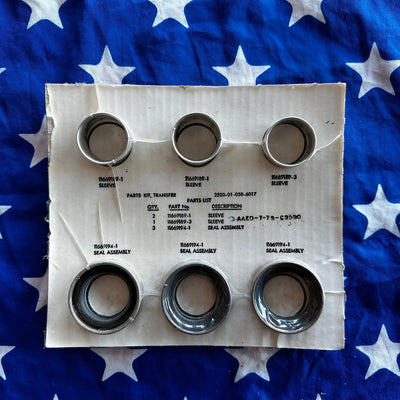 11669189-1 11669189-1 11669189-3
SLEEVE SLEEVE SLEEVE
PARTS KIT, TRANSFER 2520-01-058-6017
PARTS LIST
QTY. PART No. DESCRIPTION
2 11669189-1 SLEEVE
1 11669189-3 SLEEVE
3 11669194-1 SEAL ASSEMBLY
11669194-1 11669194-1 11669194-1
SEAL ASSEMBLY SEAL ASSEMBLY SEAL ASSEMBLY